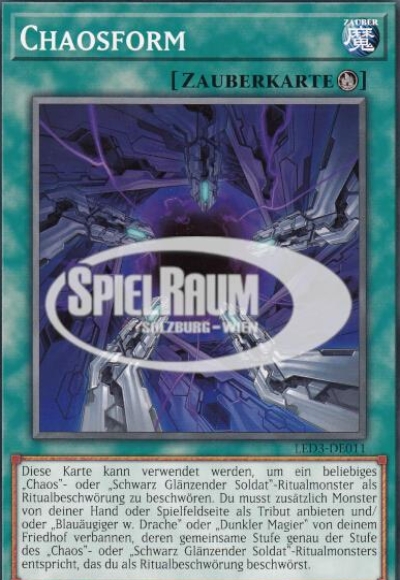 CHAOSFORM
ZAUBER
魔
[ZAUBERKARTE]
SPIELRAUM
SALZBURG - WIEN
LED3-DE011
Diese Karte kann verwendet werden, um ein beliebiges
„Chaos"- oder „Schwarz Glänzender Soldat"-Ritualmonster als
Ritualbeschwörung zu beschwören. Du musst zusätzlich Monster
von deiner Hand oder Spielfeldseite als Tribut anbieten und/
oder „Blauäugiger w. Drache" oder „Dunkler Magier" von deinem
Friedhof verbannen, deren gemeinsame Stufe genau der Stufe
des „Chaos"- oder „Schwarz Glänzender Soldat"-Ritualmonsters
entspricht, das du als Ritualbeschwörung beschwörst.